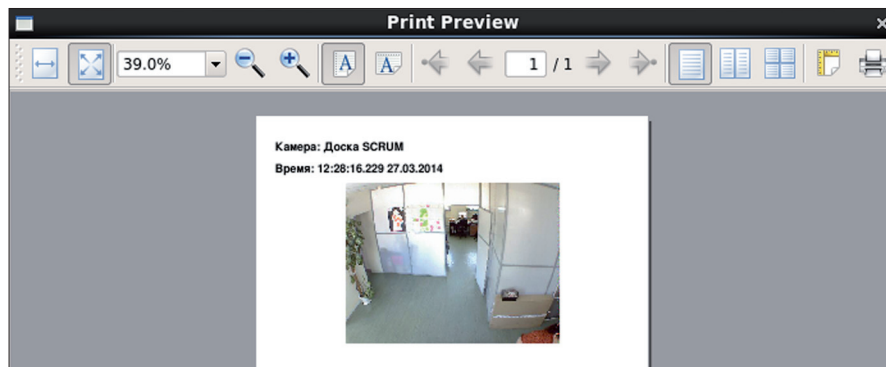 Print Preview
39.0%
A
A
1 / 1
Камера: Доска SCRUM
Время: 12:28:16.229 27.03.2014